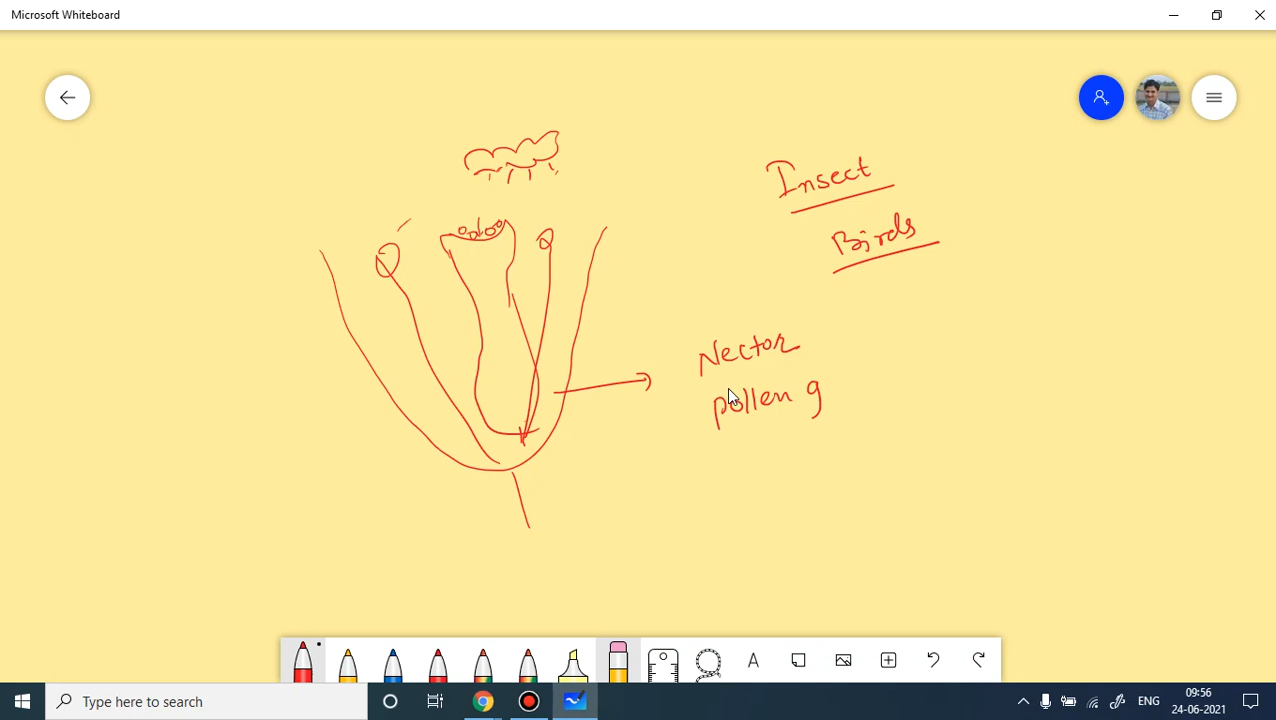 Microsoft Whiteboard
Insect
Birds
Nector
pollen g
A
Type here to search
ENG
09:56
24-06-2021